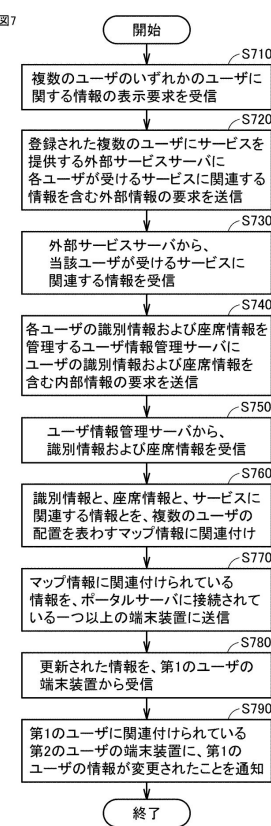 図7
開始
S710
複数のユーザのいずれかのユーザに
関する情報の表示要求を受信
S720
登録された複数のユーザにサービスを
提供する外部サービスサーバに
各ユーザが受けるサービスに関連する
情報を含む外部情報の要求を送信
S730
外部サービスサーバから、
当該ユーザが受けるサービスに
関連する情報を受信
S740
各ユーザの識別情報および座席情報を
管理するユーザ情報管理サーバに
ユーザの識別情報および座席情報を
含む内部情報の要求を送信
S750
ユーザ情報管理サーバから、
識別情報および座席情報を受信
S760
識別情報と、座席情報と、サービスに
関連する情報とを、複数のユーザの
配置を表わすマップ情報に関連付け
S770
マップ情報に関連付けられている
情報を、ポータルサーバに接続されて
いる一つ以上の端末装置に送信
S780
更新された情報を、第1のユーザの
端末装置から受信
S790
第1のユーザに関連付けられている
第2のユーザの端末装置に、第1の
ユーザの情報が変更されたことを通知
終了